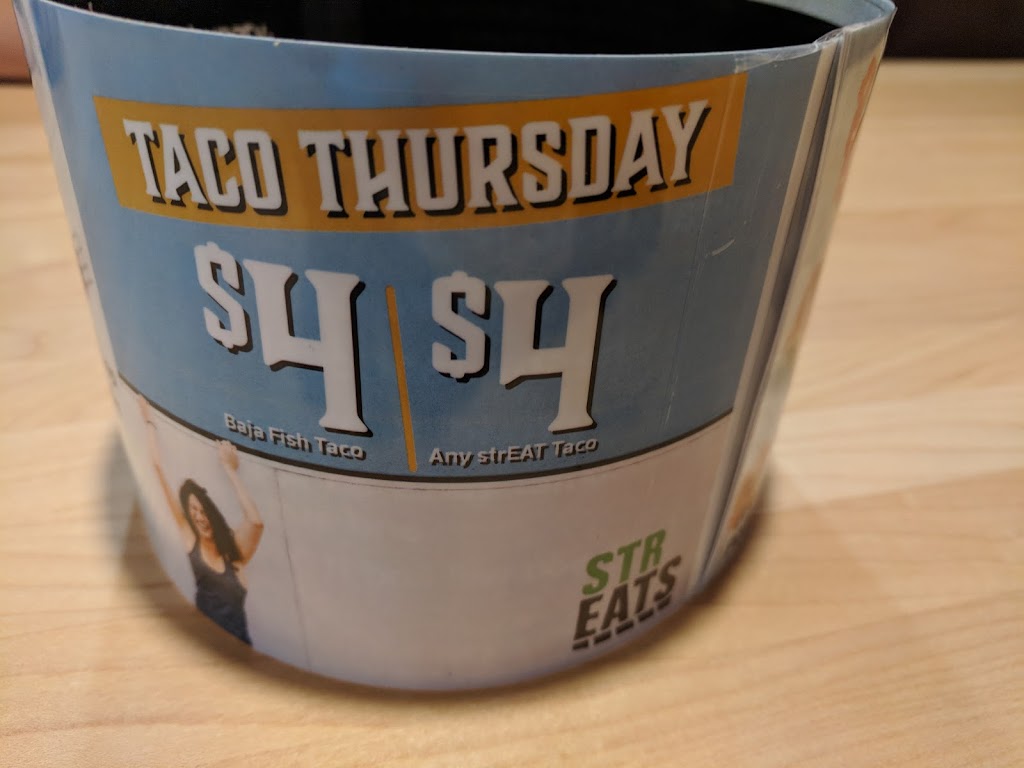 TACO THURSDAY
$4 $4
Baja Fish Taco
Any strEAT Taco
STR
EATS